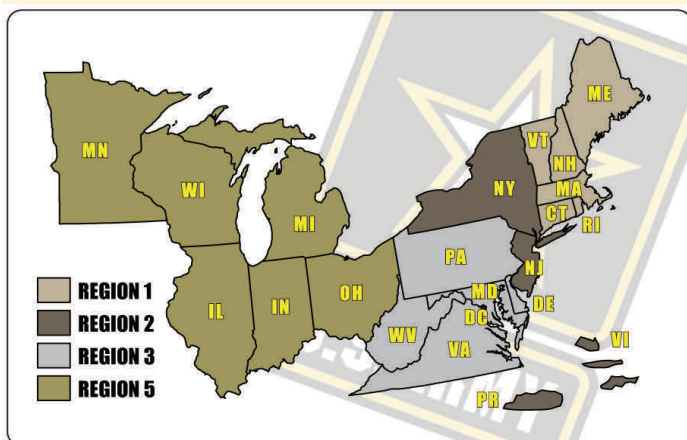 ME
VT
NH
MN
NY
MA
WI
CT
RI
MI
PA
NJ
OH
MD
DE
IL
IN
DC
WV
VA
VI
PR
REGION 1
REGION 2
REGION 3
REGION 5
U.S.ARMY